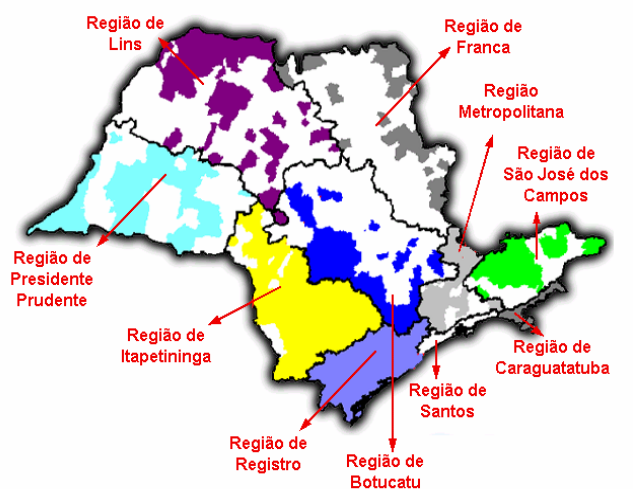 Região de
Lins
Região de
Franca
Região
Metropolitana
Região de
São José dos
Campos
Região de
Presidente
Prudente
Região de
Itapetininga
Região de
Caraguatatuba
Região de
Santos
Região de
Registro
Região de
Botucatu